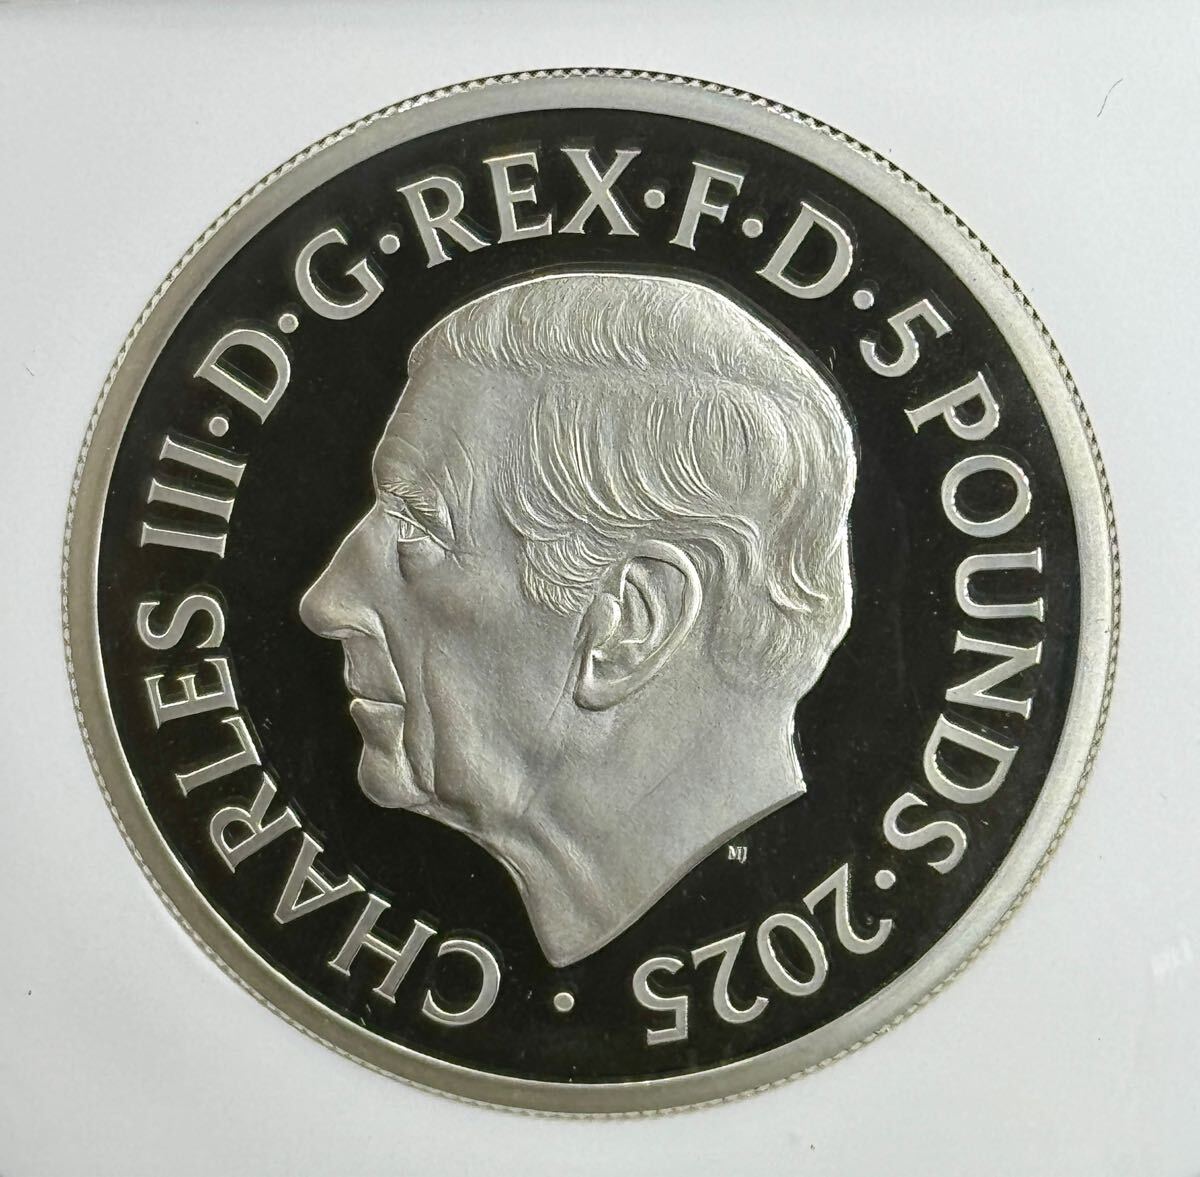 · CHARLES III · D · G · REX · F · D · 5 POUNDS · 2025
MJ